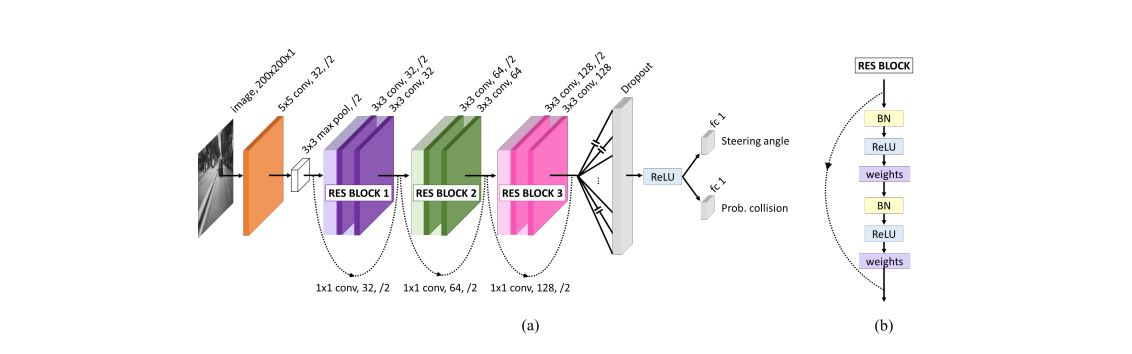 image, 200x200x1
5x5 conv, 32, /2
3x3 max pool, /2
3x3 conv, 32, /2
3x3 conv, 32
3x3 conv, 64, /2
3x3 conv, 64
3x3 conv, 128, /2
3x3 conv, 128
Dropout
RES BLOCK 1
RES BLOCK 2
RES BLOCK 3
...
ReLU
fc 1
Steering angle
fc 1
Prob. collision
1x1 conv, 32, /2
1x1 conv, 64, /2
1x1 conv, 128, /2
(a)
RES BLOCK
BN
ReLU
weights
BN
ReLU
weights
(b)